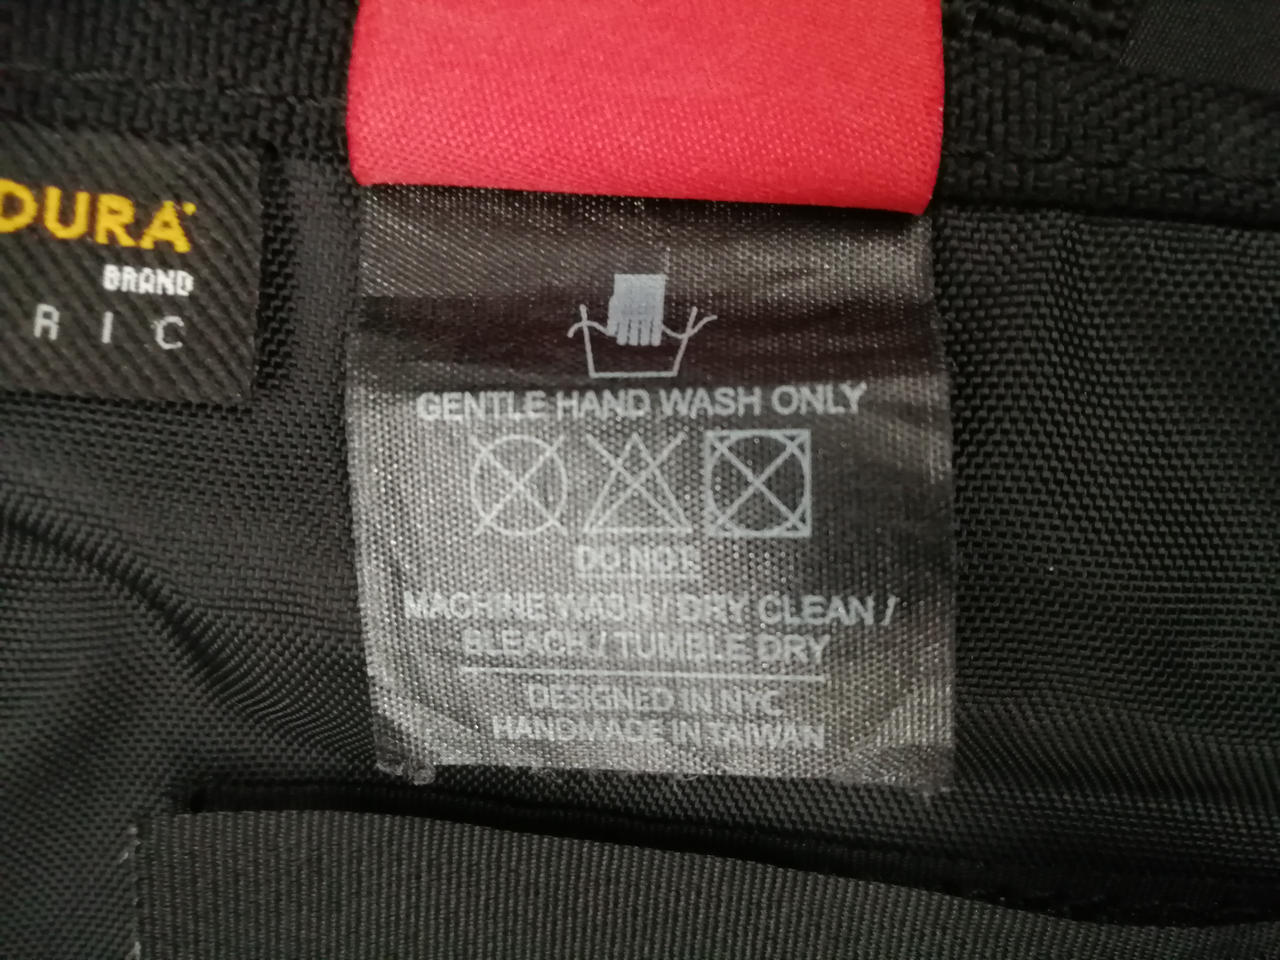 DURA
BRAND
R I C
GENTLE HAND WASH ONLY
DO NOT
MACHINE WASH / DRY CLEAN /
BLEACH / TUMBLE DRY
DESIGNED IN NYC
HANDMADE IN TAIWAN